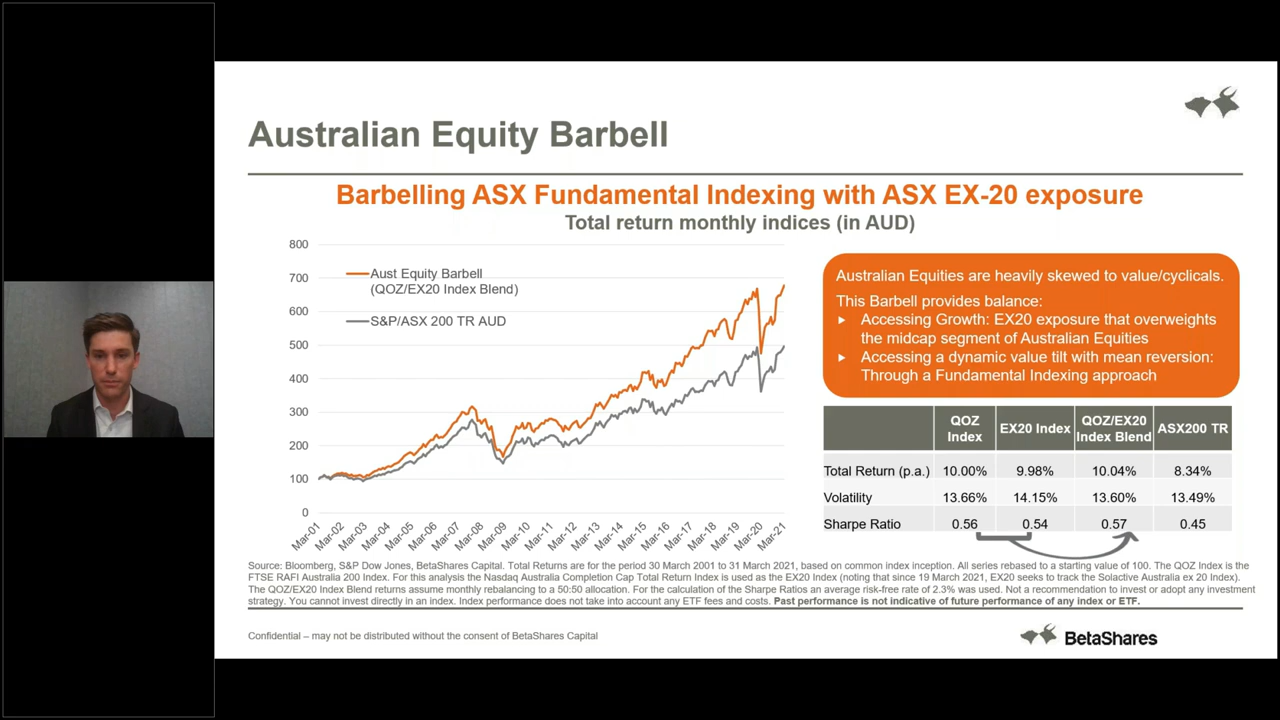 Australian Equity Barbell
Barbelling ASX Fundamental Indexing with ASX EX-20 exposure
Total return monthly indices (in AUD)
800
700
600
500
400
300
200
100
0
Aust Equity Barbell
(QOZ/EX20 Index Blend)
S&P/ASX 200 TR AUD
Mar-01 Mar-02 Mar-03 Mar-04 Mar-05 Mar-06 Mar-07 Mar-08 Mar-09 Mar-10 Mar-11 Mar-12 Mar-13 Mar-14 Mar-15 Mar-16 Mar-17 Mar-18 Mar-19 Mar-20 Mar-21
Australian Equities are heavily skewed to value/cyclicals.
This Barbell provides balance:
Accessing Growth: EX20 exposure that overweights
the midcap segment of Australian Equities
Accessing a dynamic value tilt with mean reversion:
Through a Fundamental Indexing approach
QOZ Index EX20 Index QOZ/EX20 Index Blend ASX200 TR
Total Return (p.a.) 10.00% 9.98% 10.04% 8.34%
Volatility 13.66% 14.15% 13.60% 13.49%
Sharpe Ratio 0.56 0.54 0.57 0.45
Source: Bloomberg, S&P Dow Jones, BetaShares Capital. Total Returns are for the period 30 March 2001 to 31 March 2021, based on common index inception. All series rebased to a starting value of 100. The QOZ Index is the
FTSE RAFI Australia 200 Index. For this analysis the Nasdaq Australia Completion Cap Total Return Index is used as the EX20 Index (noting that since 19 March 2021, EX20 seeks to track the Solactive Australia ex 20 Index).
The QOZ/EX20 Index Blend returns assume monthly rebalancing to a 50:50 allocation. For the calculation of the Sharpe Ratios an average risk-free rate of 2.3% was used. Not a recommendation to invest or adopt any investment
strategy. You cannot invest directly in an index. Index performance does not take into account any ETF fees and costs. Past performance is not indicative of future performance of any index or ETF.
Confidential – may not be distributed without the consent of BetaShares Capital
BetaShares